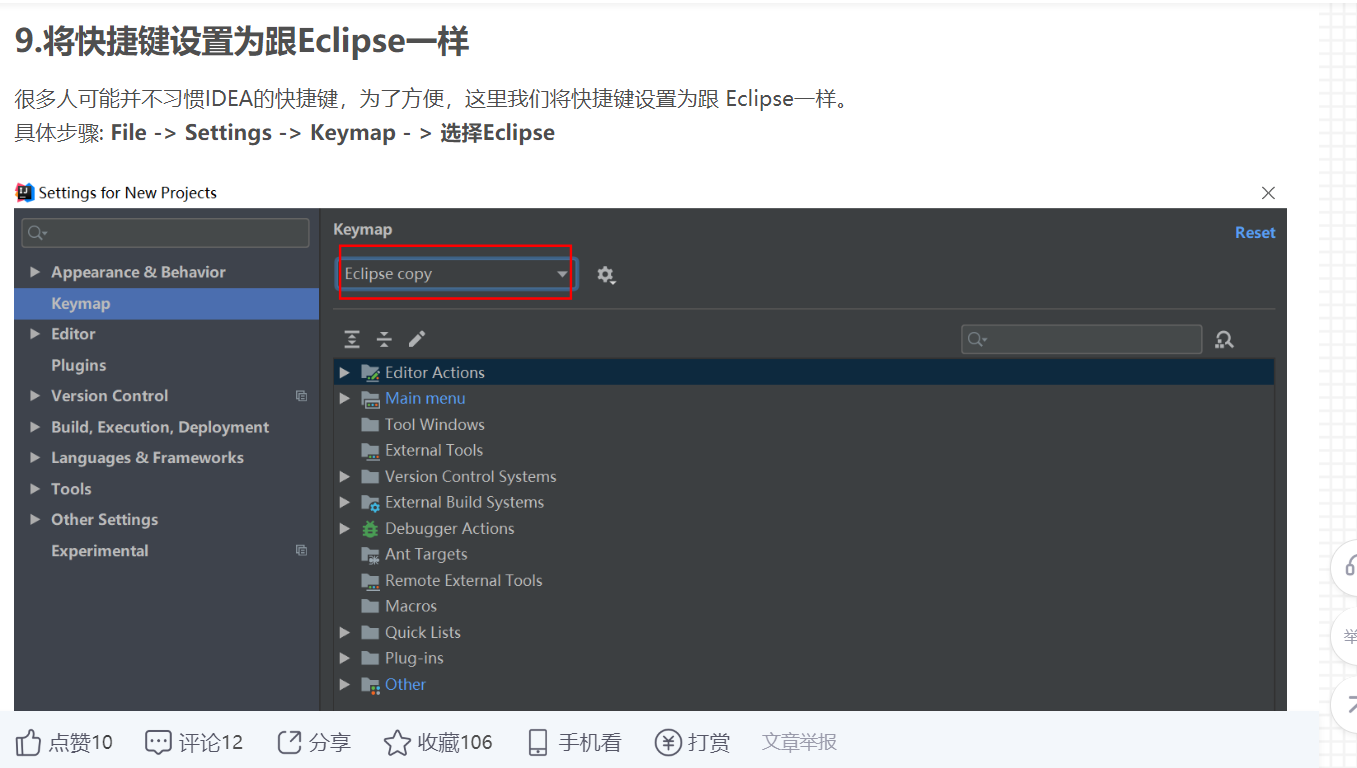 9.将快捷键设置为跟Eclipse一样
很多人可能并不习惯IDEA的快捷键，为了方便，这里我们将快捷键设置为跟 Eclipse一样。
具体步骤: File -> Settings -> Keymap - > 选择Eclipse
Settings for New Projects
Keymap
Reset
Eclipse copy
Appearance & Behavior
Keymap
Editor
Plugins
Version Control
Build, Execution, Deployment
Languages & Frameworks
Tools
Other Settings
Experimental
Editor Actions
Main menu
Tool Windows
External Tools
Version Control Systems
External Build Systems
Debugger Actions
Ant Targets
Remote External Tools
Macros
Quick Lists
Plug-ins
Other
举
点赞10 评论12 分享 收藏106 手机看 打赏 文章举报